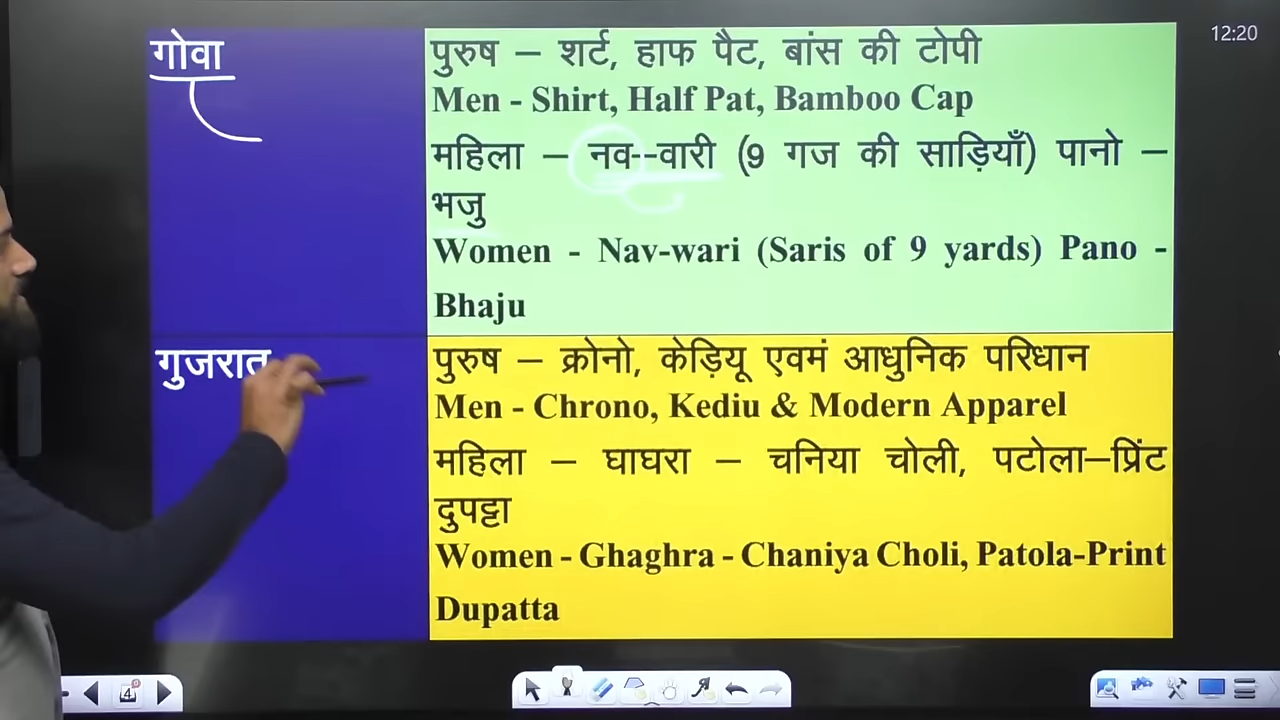 12:20
गोवा
पुरुष – शर्ट, हाफ पैट, बांस की टोपी
Men - Shirt, Half Pat, Bamboo Cap
महिला – नव--वारी (9 गज की साड़ियाँ) पानो –
भजु
Women - Nav-wari (Saris of 9 yards) Pano -
Bhaju
गुजरात
पुरुष – क्रोनो, केड़ियू एवमं आधुनिक परिधान
Men - Chrono, Kediu & Modern Apparel
महिला – घाघरा – चनिया चोली, पटोला–प्रिंट
दुपट्टा
Women - Ghaghra - Chaniya Choli, Patola-Print
Dupatta
4